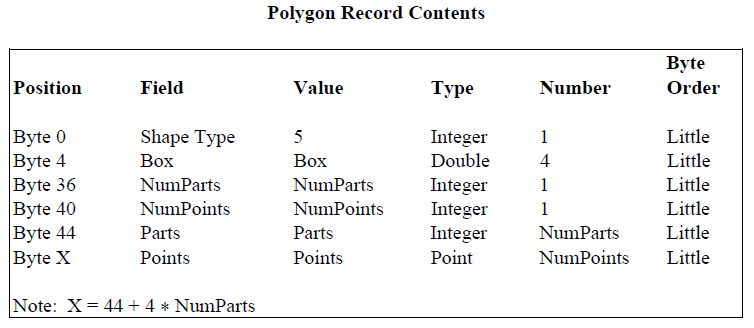 Polygon Record Contents
Byte
Position Field Value Type Number Order
Byte 0 Shape Type 5 Integer 1 Little
Byte 4 Box Box Double 4 Little
Byte 36 NumParts NumParts Integer 1 Little
Byte 40 NumPoints NumPoints Integer 1 Little
Byte 44 Parts Parts Integer NumParts Little
Byte X Points Points Point NumPoints Little
Note: X = 44 + 4 * NumParts